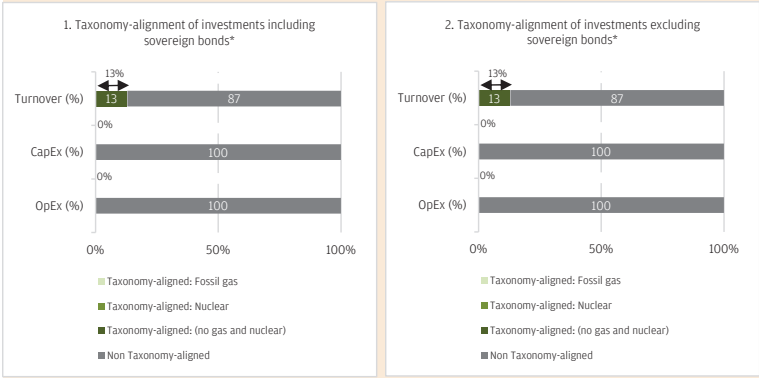 1. Taxonomy-alignment of investments including
sovereign bonds*
13%
Turnover (%)
13
87
0%
CapEx (%)
100
0%
OpEx (%)
100
0%
50%
100%
Taxonomy-aligned: Fossil gas
Taxonomy-aligned: Nuclear
Taxonomy-aligned: (no gas and nuclear)
Non Taxonomy-aligned
2. Taxonomy-alignment of investments excluding
sovereign bonds*
13%
Turnover (%)
13
87
0%
CapEx (%)
100
0%
OpEx (%)
100
0%
50%
100%
Taxonomy-aligned: Fossil gas
Taxonomy-aligned: Nuclear
Taxonomy-aligned: (no gas and nuclear)
Non Taxonomy-aligned